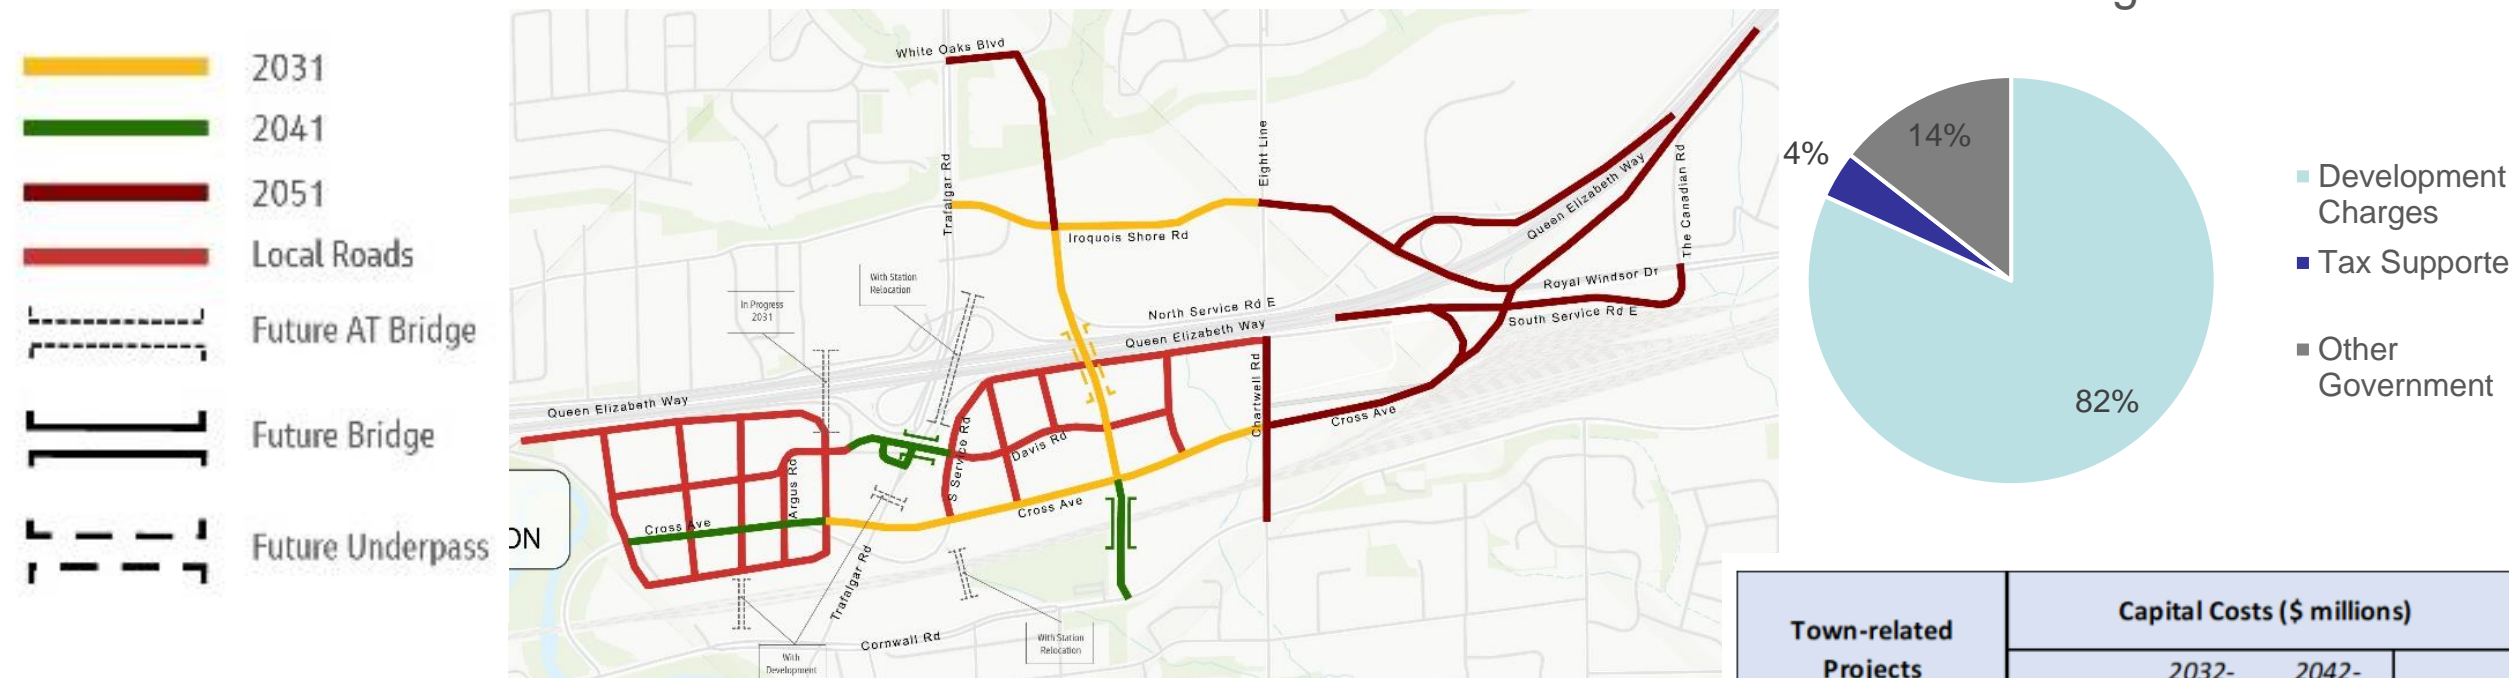 2031
2041
2051
Local Roads
Future AT Bridge
Future Bridge
Future Underpass
ON
White Oaks Blvd
Trafalgar Rd
Eight Line
Iroquois Shore Rd
With Station
Relocation
In Progress
2031
North Service Rd E
Queen Elizabeth Way
Queen Elizabeth Way
The Canadian Rd
Royal Windsor Dr
South Service Rd E
Queen Elizabeth Way
Chartwell Rd
Cross Ave
S Service Rd
Davis Rd
Argus Rd
Cross Ave
Cross Ave
Trafalgar Rd
Cornwall Rd
With
Development
With Station
Relocation
14%
4%
82%
Development
Charges
Tax Supporte
Other
Government
Town-related
Projects
Capital Costs ($ millions)
2032-
2042-